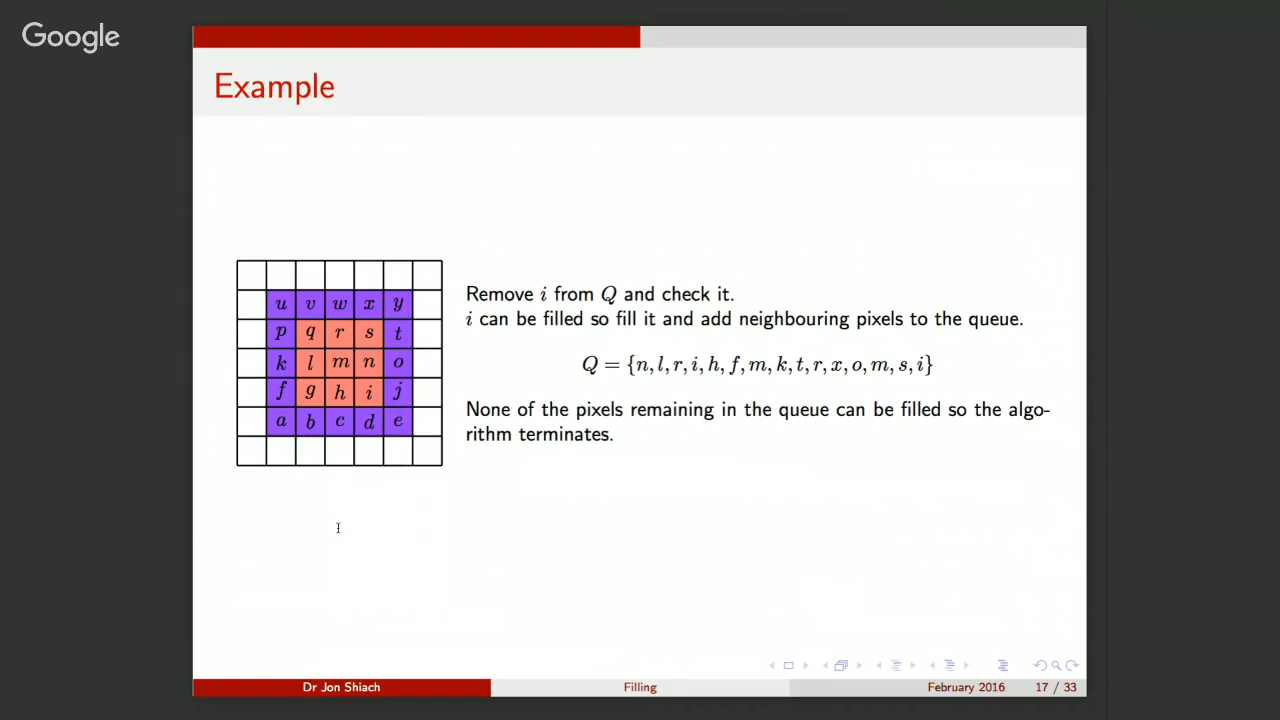 Google
Example
u v w x y
p q r s t
k l m n o
f g h i j
a b c d e
Remove i from Q and check it.
i can be filled so fill it and add neighbouring pixels to the queue.
Q = {n, l, r, i, h, f, m, k, t, r, x, o, m, s, i}
None of the pixels remaining in the queue can be filled so the algo-
rithm terminates.
Dr Jon Shiach
Filling
February 2016
17 / 33